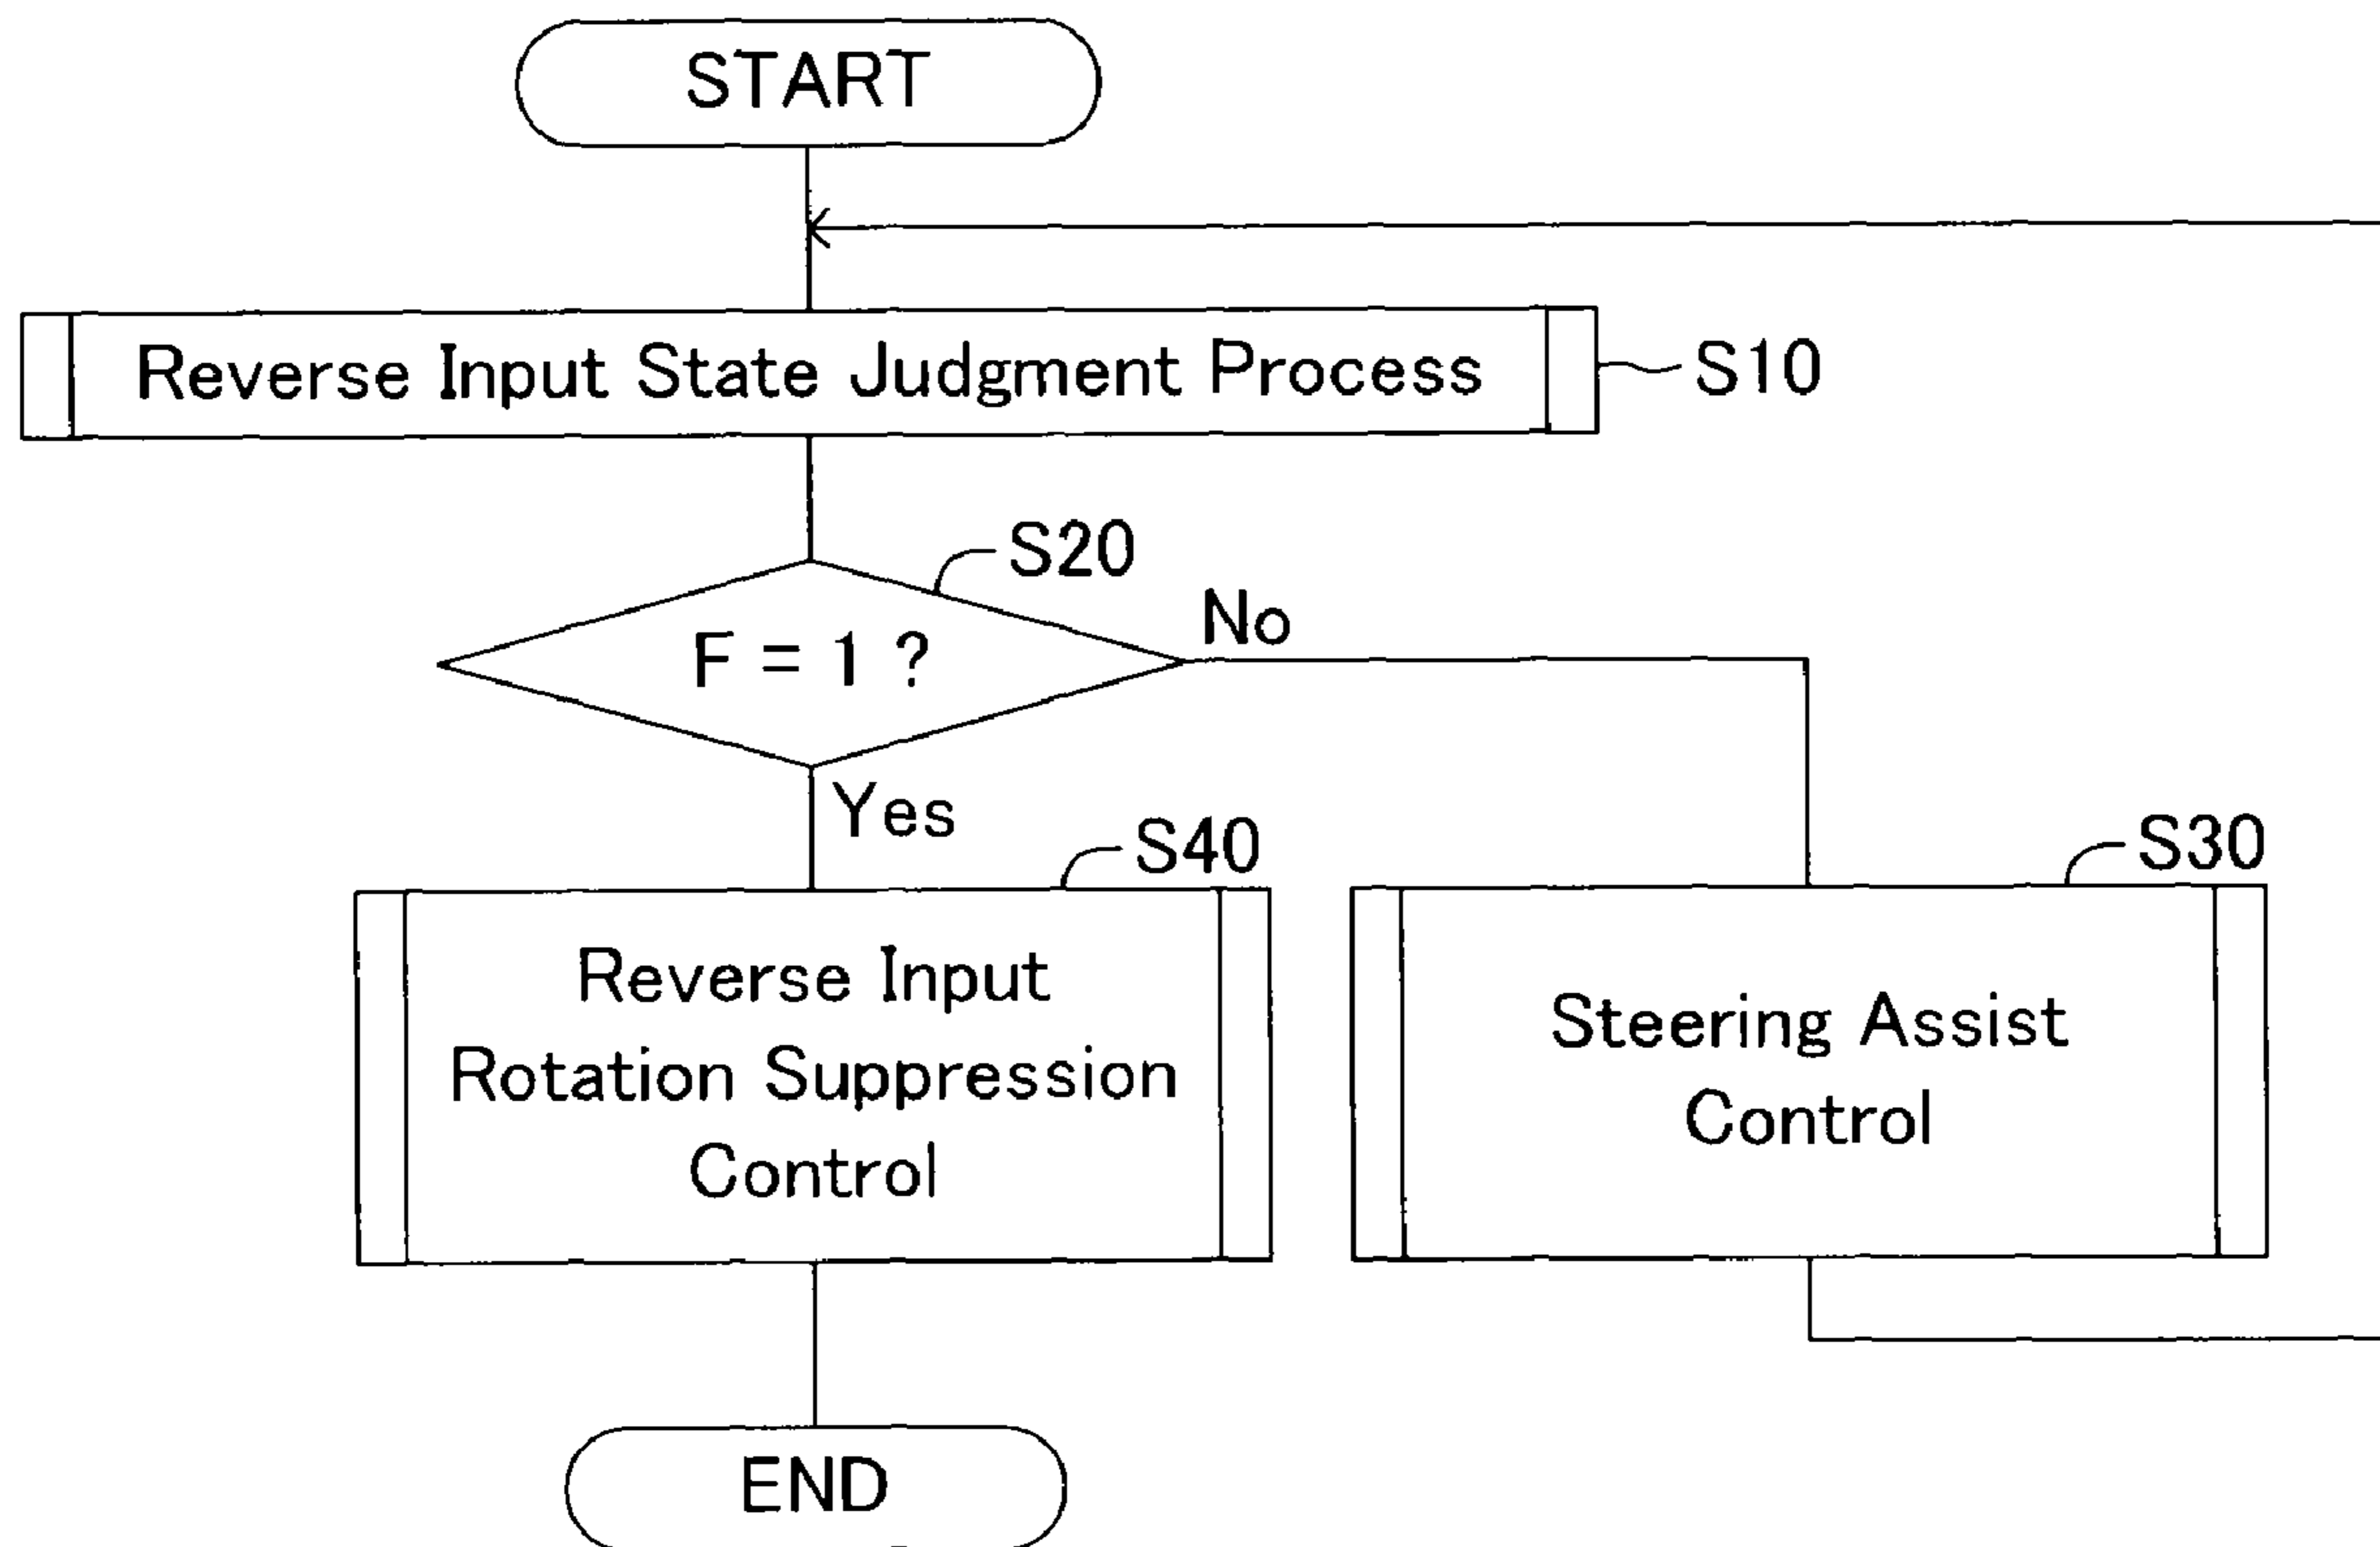 START
Reverse Input State Judgment Process
S10
S20
F = 1 ?
No
Yes
S40
S30
Reverse Input
Rotation Suppression
Control
Steering Assist
Control
END